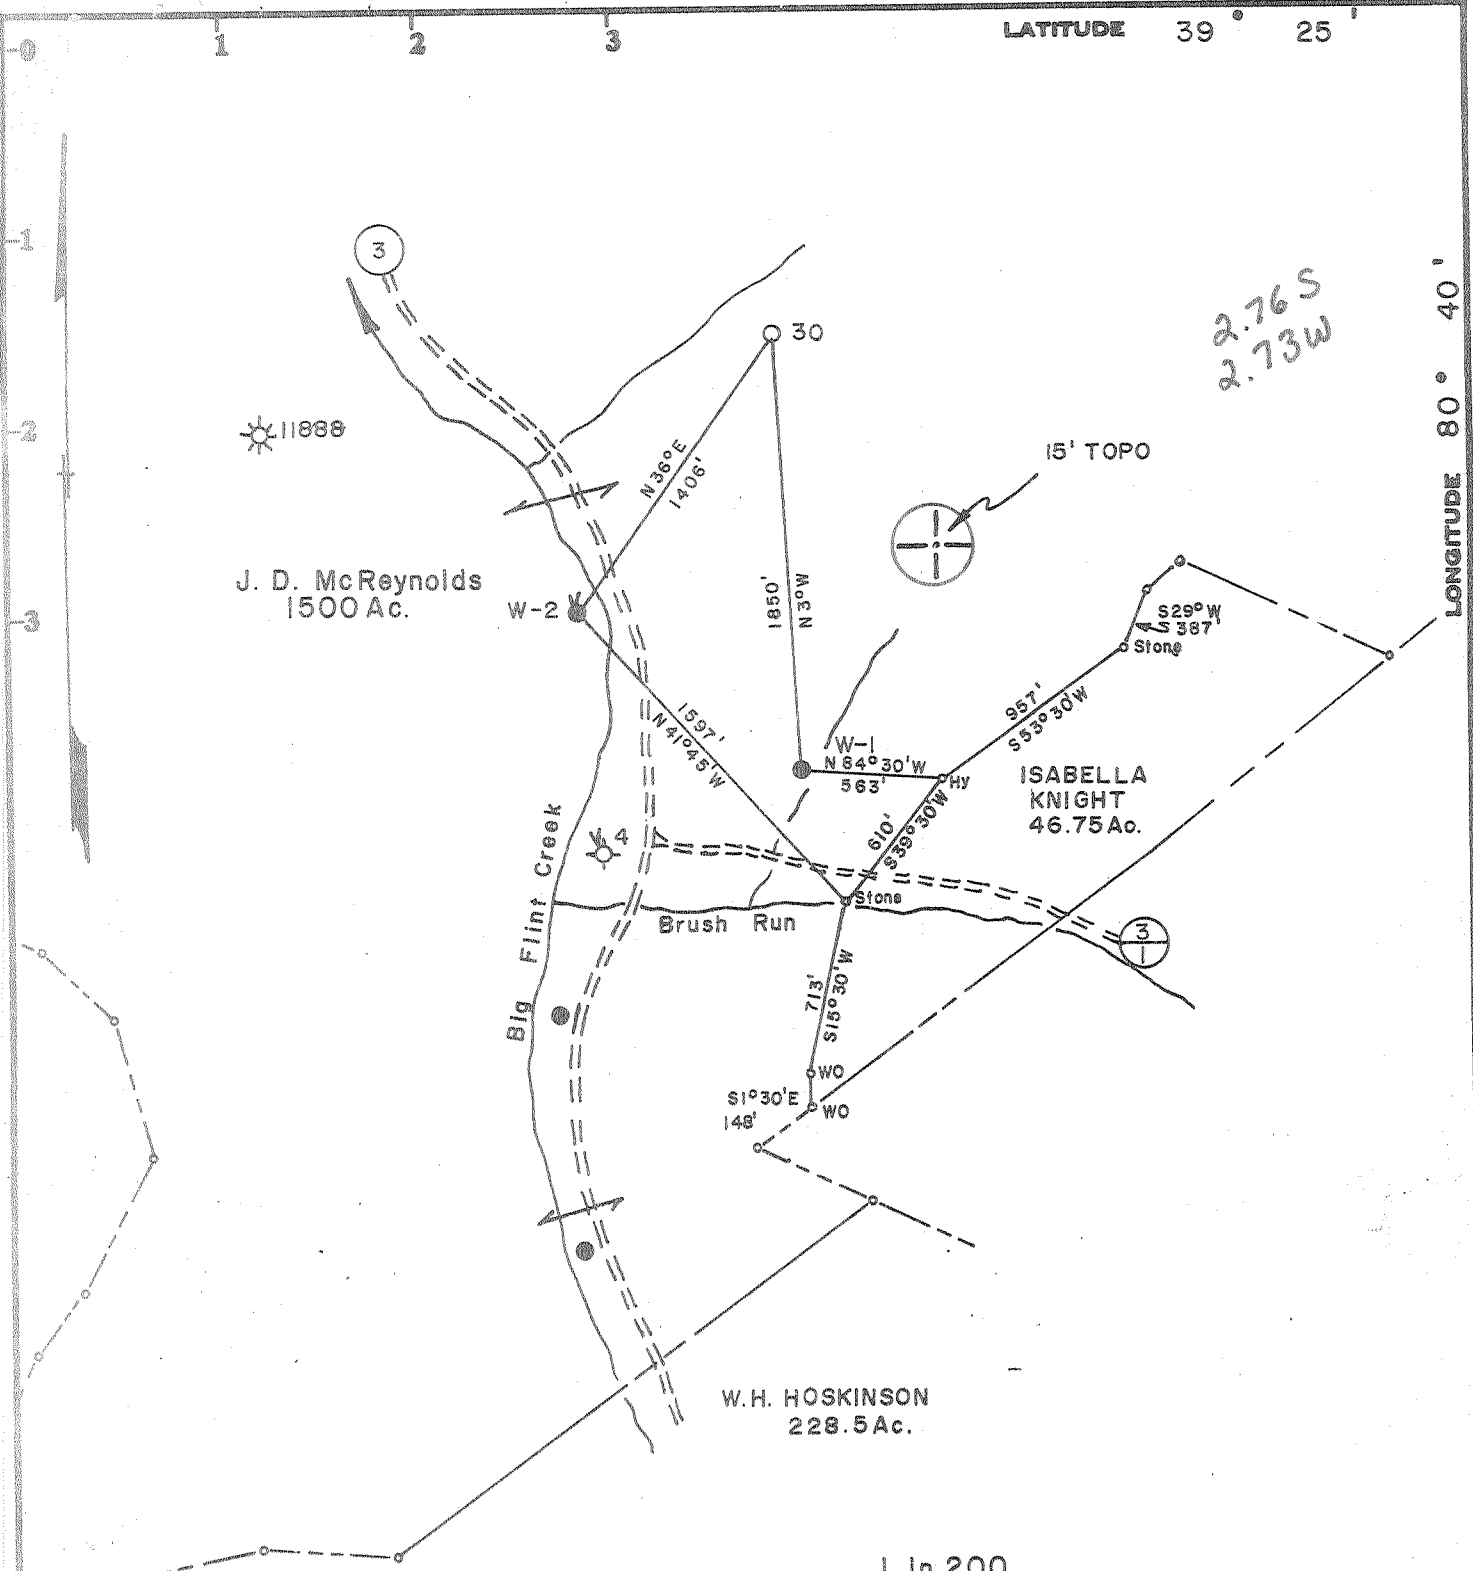 LATITUDE 39° 25'
0
1
2
3
1
2
3
LONGITUDE 80° 40'
2.76 S
2.73 W
3
30
11888
15' TOPO
N 36° E
1406'
J. D. McReynolds
1500 Ac.
W-2
1850'
N 3° W
S 29° W
S 387'
Stone
957'
S 53° 30' W
1597'
N 41° 45' W
W-1
N 84° 30' W
563'
Hy
ISABELLA
KNIGHT
46.75 Ac.
610'
S 39° 30' W
4
Big Flint Creek
Stone
Brush Run
3
1
713'
S 15° 30' W
WO
S 1° 30' E
148'
WO
W. H. HOSKINSON
228.5 Ac.
1 in 200